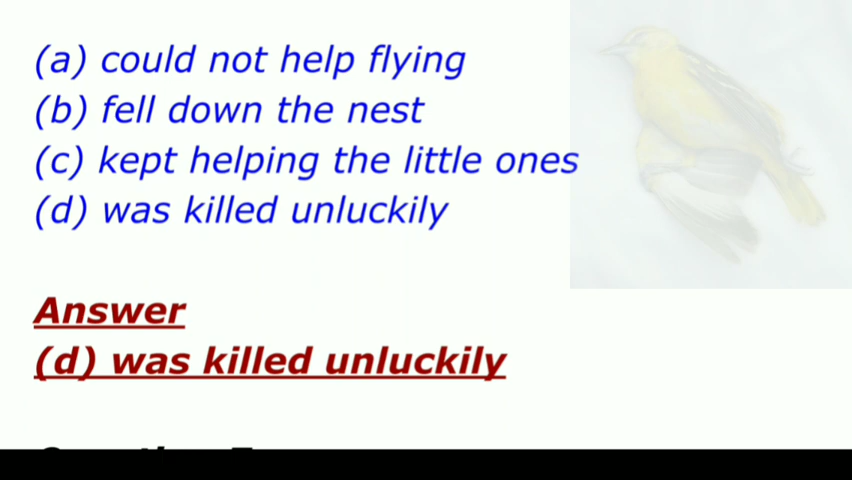 (a) could not help flying
(b) fell down the nest
(c) kept helping the little ones
(d) was killed unluckily
Answer
(d) was killed unluckily